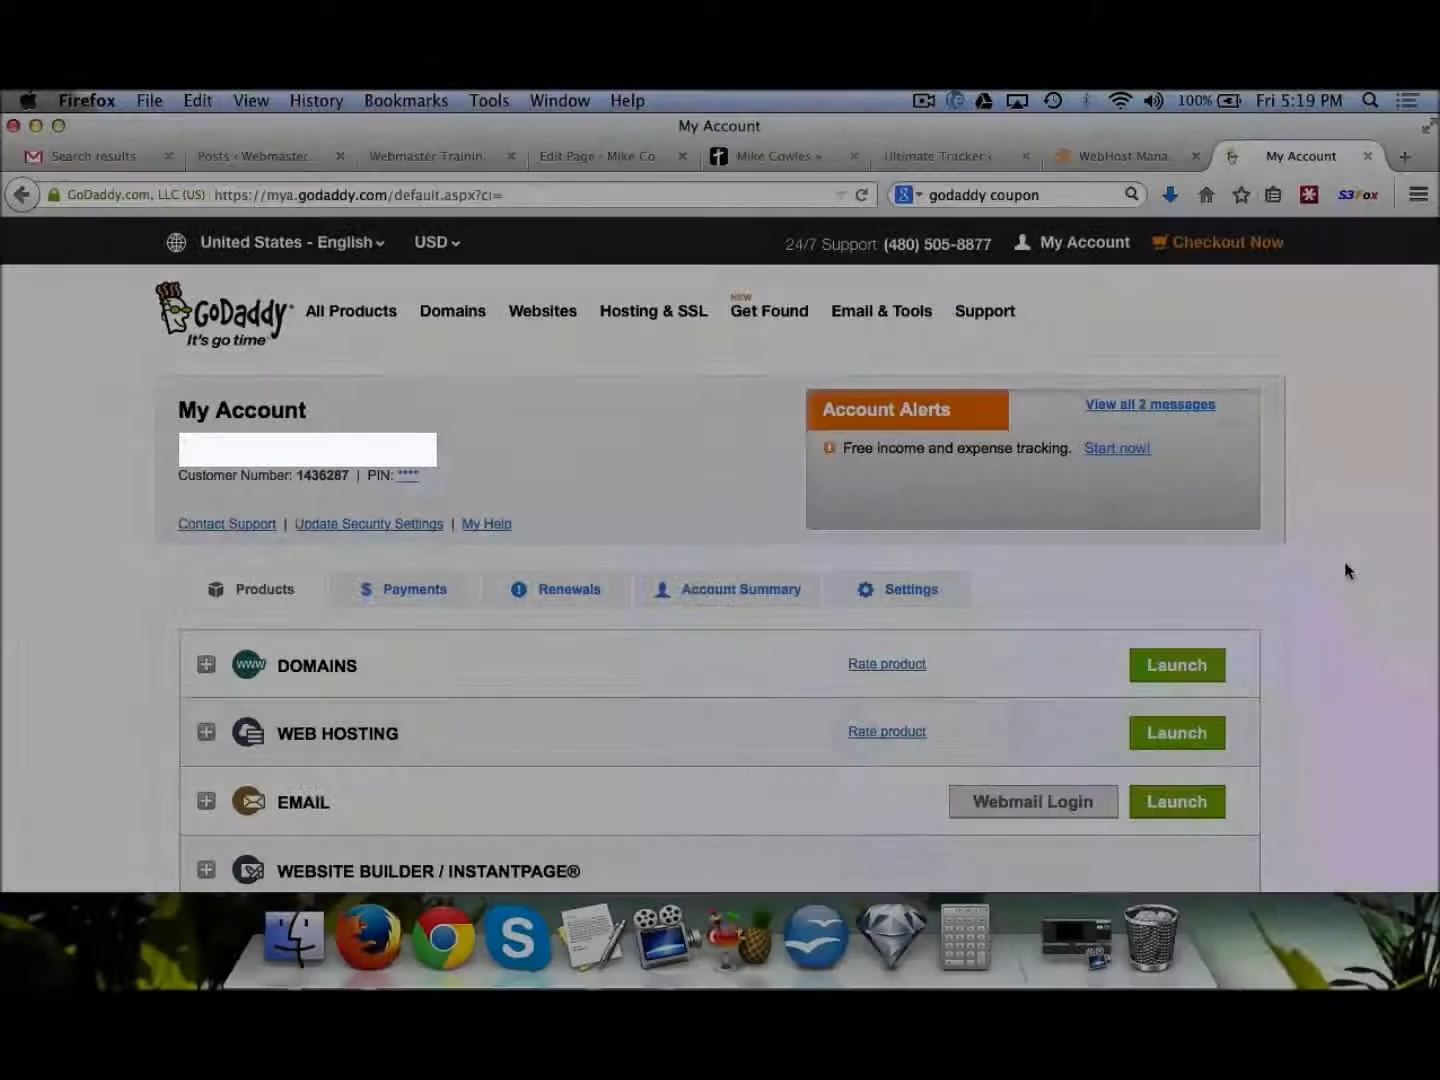 Firefox File Edit View History Bookmarks Tools Window Help 100% Fri 5:19 PM
My Account
Search results Posts ‹ Webmaster Webmaster Trainin Edit Page ‹ Mike Co Mike Cowles » Ultimate Tracker WebHost Mana My Account
GoDaddy.com, LLC (US) https://mya.godaddy.com/default.aspx?ci= godaddy coupon S3Fox
United States - English USD 24/7 Support (480) 505-8877 My Account Checkout Now
NEW
GoDaddy All Products Domains Websites Hosting & SSL Get Found Email & Tools Support
It's go time
My Account
Account Alerts View all 2 messages
Free income and expense tracking. Start now!
Customer Number: 1436287 | PIN: ****
Contact Support | Update Security Settings | My Help
Products $ Payments Renewals Account Summary Settings
WWW DOMAINS Rate product Launch
WEB HOSTING Rate product Launch
EMAIL Webmail Login Launch
WEBSITE BUILDER / INSTANTPAGE®
S